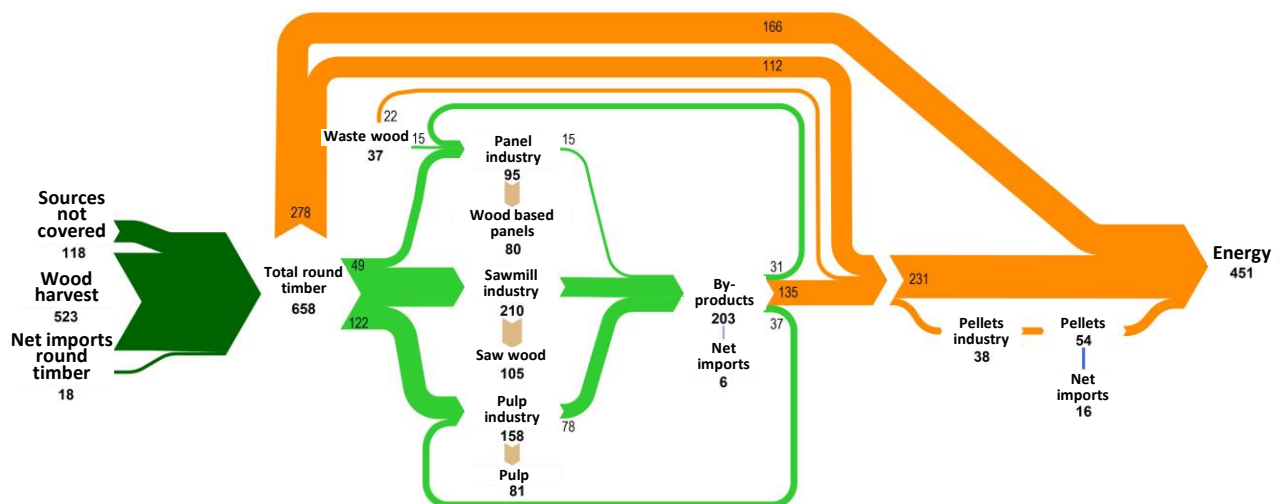 166
112
22
Waste wood
37
15
Panel
industry
95
15
Wood based
panels
80
Sources
not
covered
118
Wood
harvest
523
Net imports
round
timber
18
278
Total round
timber
658
49
122
Sawmill
industry
210
Saw wood
105
Pulp
industry
158
78
Pulp
81
31
By-
products
203
135
37
Net
imports
6
231
Pellets
industry
38
Pellets
54
Net
imports
16
Energy
451